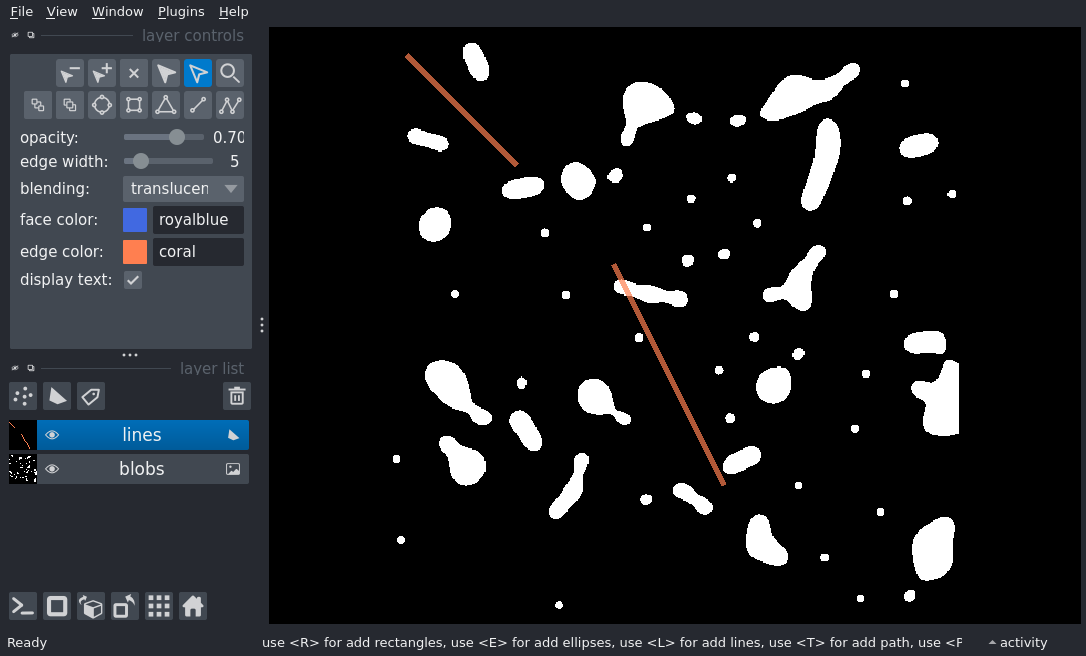 File View Window Plugins Help
layer controls
opacity: 0.70
edge width: 5
blending: translucen
face color: royalblue
edge color: coral
display text:
layer list
lines
blobs
Ready use <R> for add rectangles, use <E> for add ellipses, use <L> for add lines, use <T> for add path, use <F activity